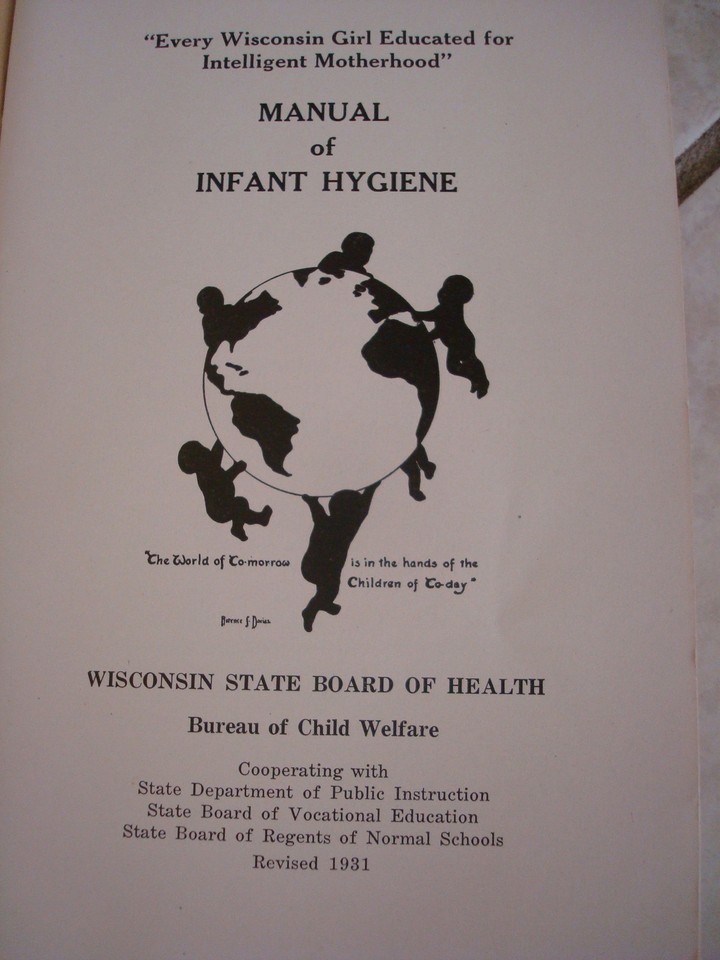 “Every Wisconsin Girl Educated for
Intelligent Motherhood”
MANUAL
of
INFANT HYGIENE
"The World of To-morrow is in the hands of the
Children of To-day"
WISCONSIN STATE BOARD OF HEALTH
Bureau of Child Welfare
Cooperating with
State Department of Public Instruction
State Board of Vocational Education
State Board of Regents of Normal Schools
Revised 1931